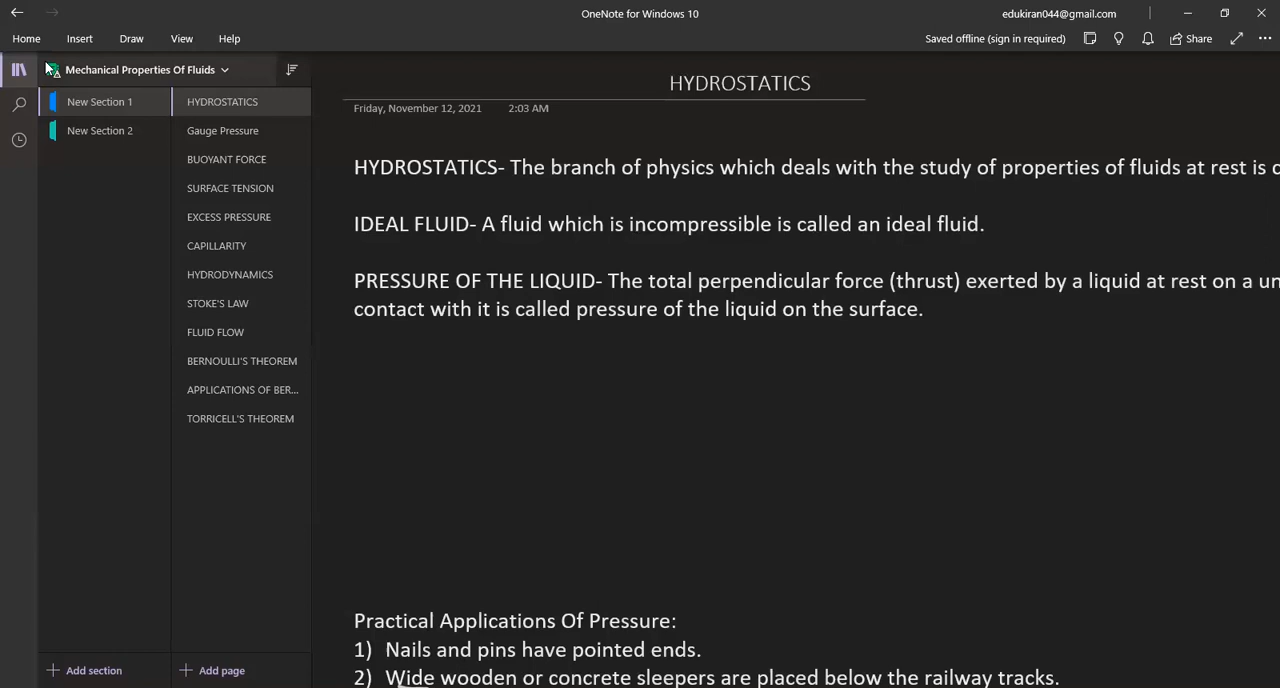 OneNote for Windows 10
edukiran044@gmail.com
Home
Insert
Draw
View
Help
Saved offline (sign in required)
Share
Mechanical Properties Of Fluids
New Section 1
New Section 2
HYDROSTATICS
Gauge Pressure
BUOYANT FORCE
SURFACE TENSION
EXCESS PRESSURE
CAPILLARITY
HYDRODYNAMICS
STOKE'S LAW
FLUID FLOW
BERNOULLI'S THEOREM
APPLICATIONS OF BER...
TORRICELL'S THEOREM
Add section
Add page
HYDROSTATICS
Friday, November 12, 2021 2:03 AM
HYDROSTATICS- The branch of physics which deals with the study of properties of fluids at rest is
IDEAL FLUID- A fluid which is incompressible is called an ideal fluid.
PRESSURE OF THE LIQUID- The total perpendicular force (thrust) exerted by a liquid at rest on a
contact with it is called pressure of the liquid on the surface.
Practical Applications Of Pressure:
1) Nails and pins have pointed ends.
2) Wide wooden or concrete sleepers are placed below the railway tracks.